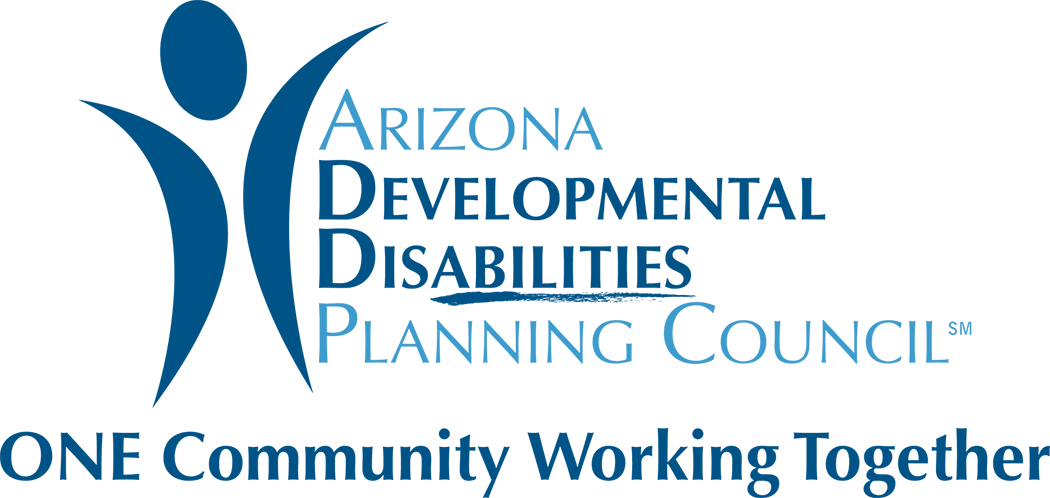 Arizona
Developmental
Disabilities
Planning Council℠
ONE Community Working Together